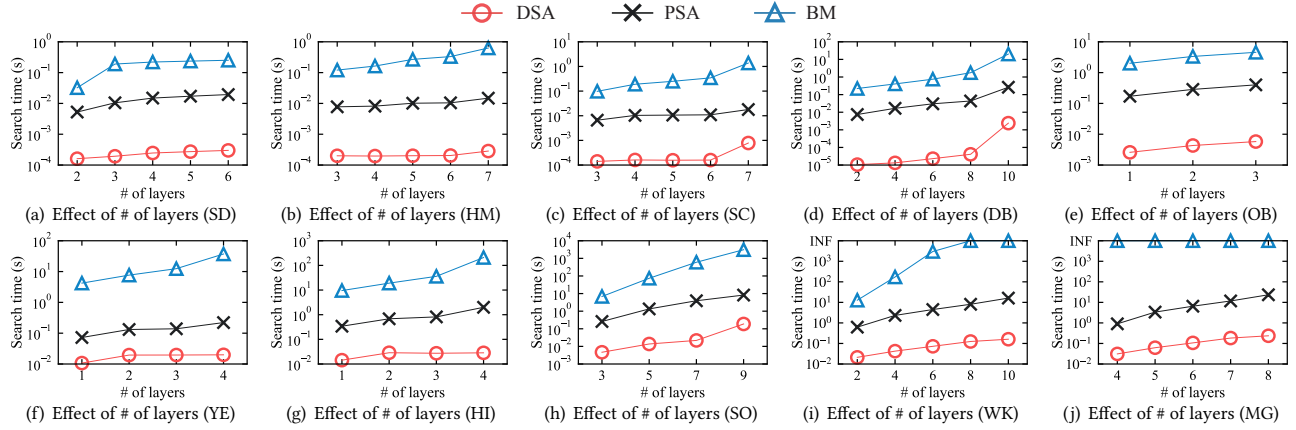 DSA PSA BM
Search time (s)
10^0
10^-1
10^-2
10^-3
10^-4
2 3 4 5 6
# of layers
(a) Effect of # of layers (SD)
Search time (s)
10^0
10^-1
10^-2
10^-3
10^-4
3 4 5 6 7
# of layers
(b) Effect of # of layers (HM)
Search time (s)
10^1
10^0
10^-1
10^-2
10^-3
10^-4
3 4 5 6 7
# of layers
(c) Effect of # of layers (SC)
Search time (s)
10^2
10^1
10^0
10^-1
10^-2
10^-3
10^-4
10^-5
2 4 6 8 10
# of layers
(d) Effect of # of layers (DB)
Search time (s)
10^1
10^0
10^-1
10^-2
10^-3
1 2 3
# of layers
(e) Effect of # of layers (OB)
Search time (s)
10^2
10^1
10^0
10^-1
10^-2
1 2 3 4
# of layers
(f) Effect of # of layers (YE)
Search time (s)
10^3
10^2
10^1
10^0
10^-1
10^-2
1 2 3 4
# of layers
(g) Effect of # of layers (HI)
Search time (s)
10^4
10^3
10^2
10^1
10^0
10^-1
10^-2
10^-3
3 5 7 9
# of layers
(h) Effect of # of layers (SO)
Search time (s)
INF
10^3
10^2
10^1
10^0
10^-1
10^-2
2 4 6 8 10
# of layers
(i) Effect of # of layers (WK)
Search time (s)
INF
10^3
10^2
10^1
10^0
10^-1
10^-2
4 5 6 7 8
# of layers
(j) Effect of # of layers (MG)